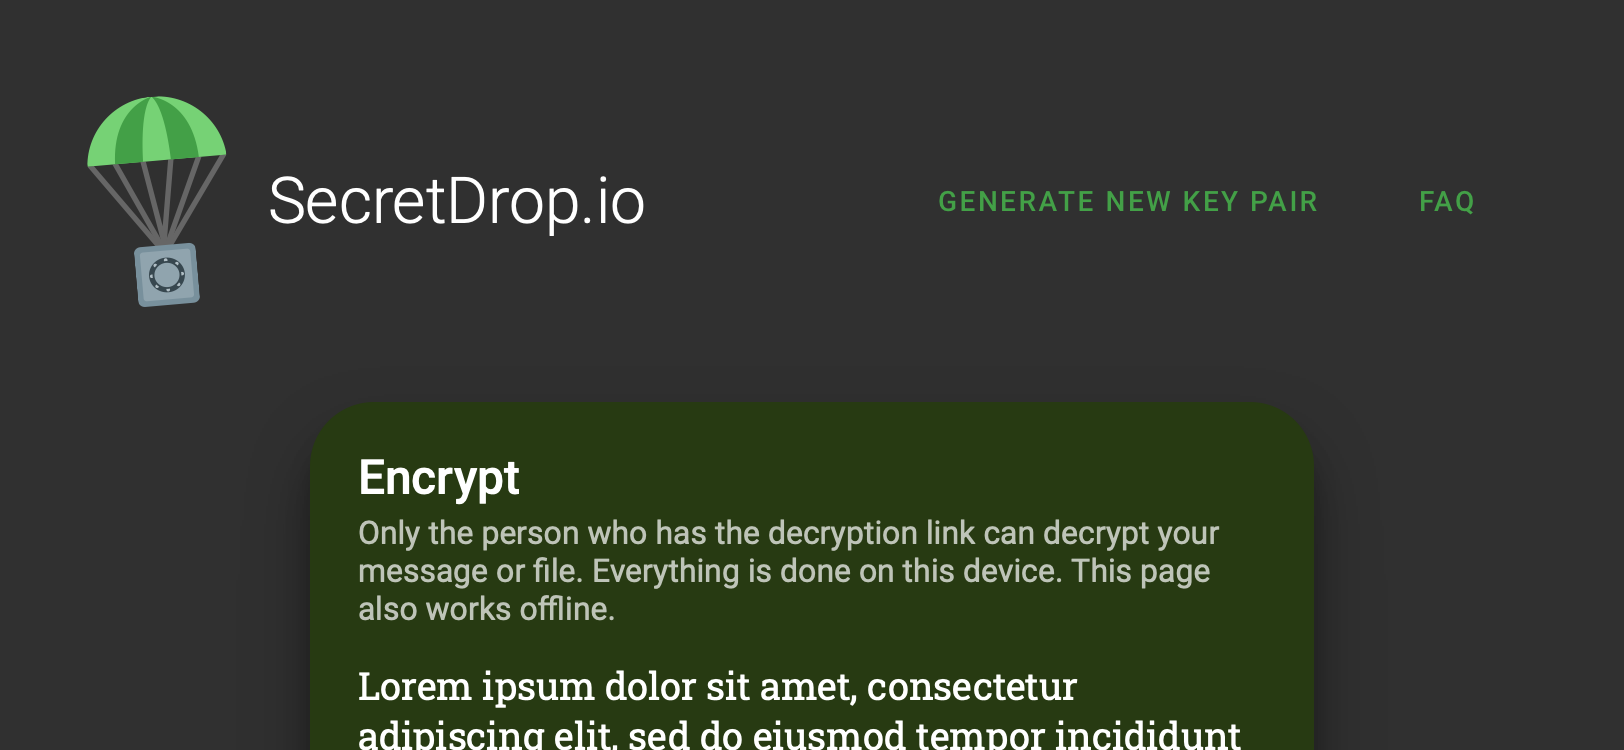 SecretDrop.io
GENERATE NEW KEY PAIR
FAQ
Encrypt
Only the person who has the decryption link can decrypt your
message or file. Everything is done on this device. This page
also works offline.
Lorem ipsum dolor sit amet, consectetur
adipiscing elit, sed do eiusmod tempor incididunt